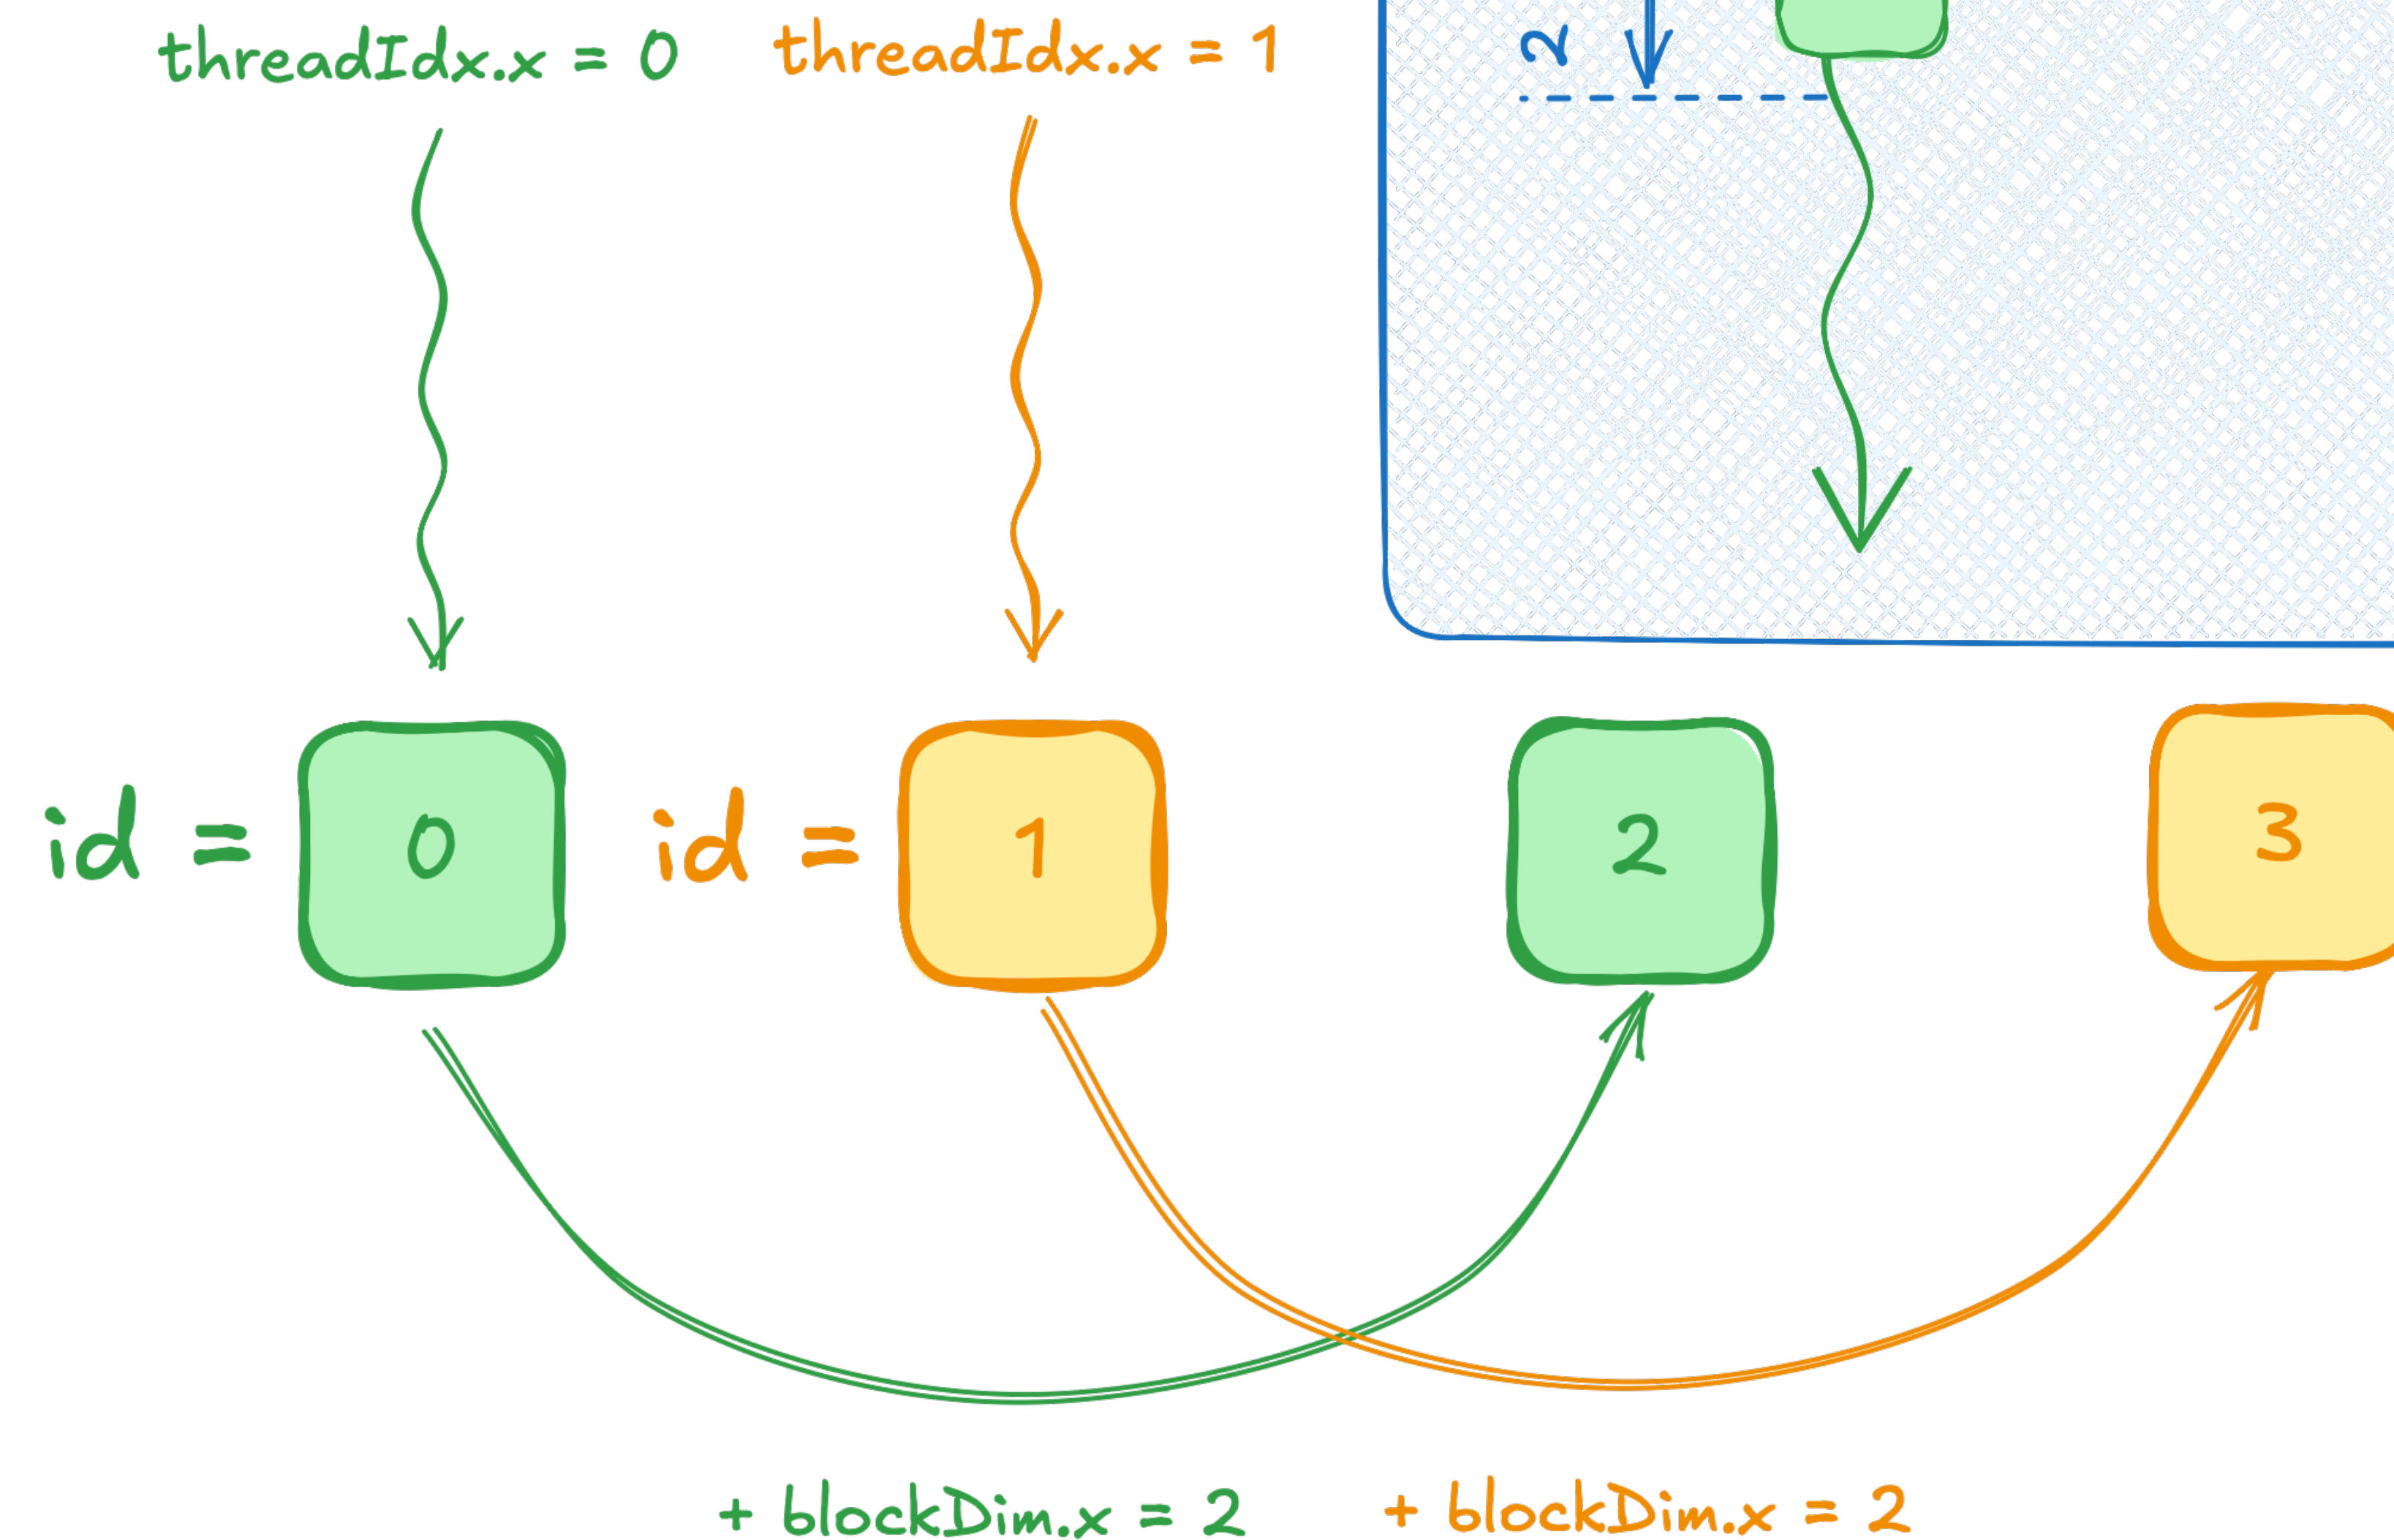 threadIdx.x = 0
threadIdx.x = 1
2
id = 0
id = 1
2
3
+ blockDim.x = 2
+ blockDim.x = 2